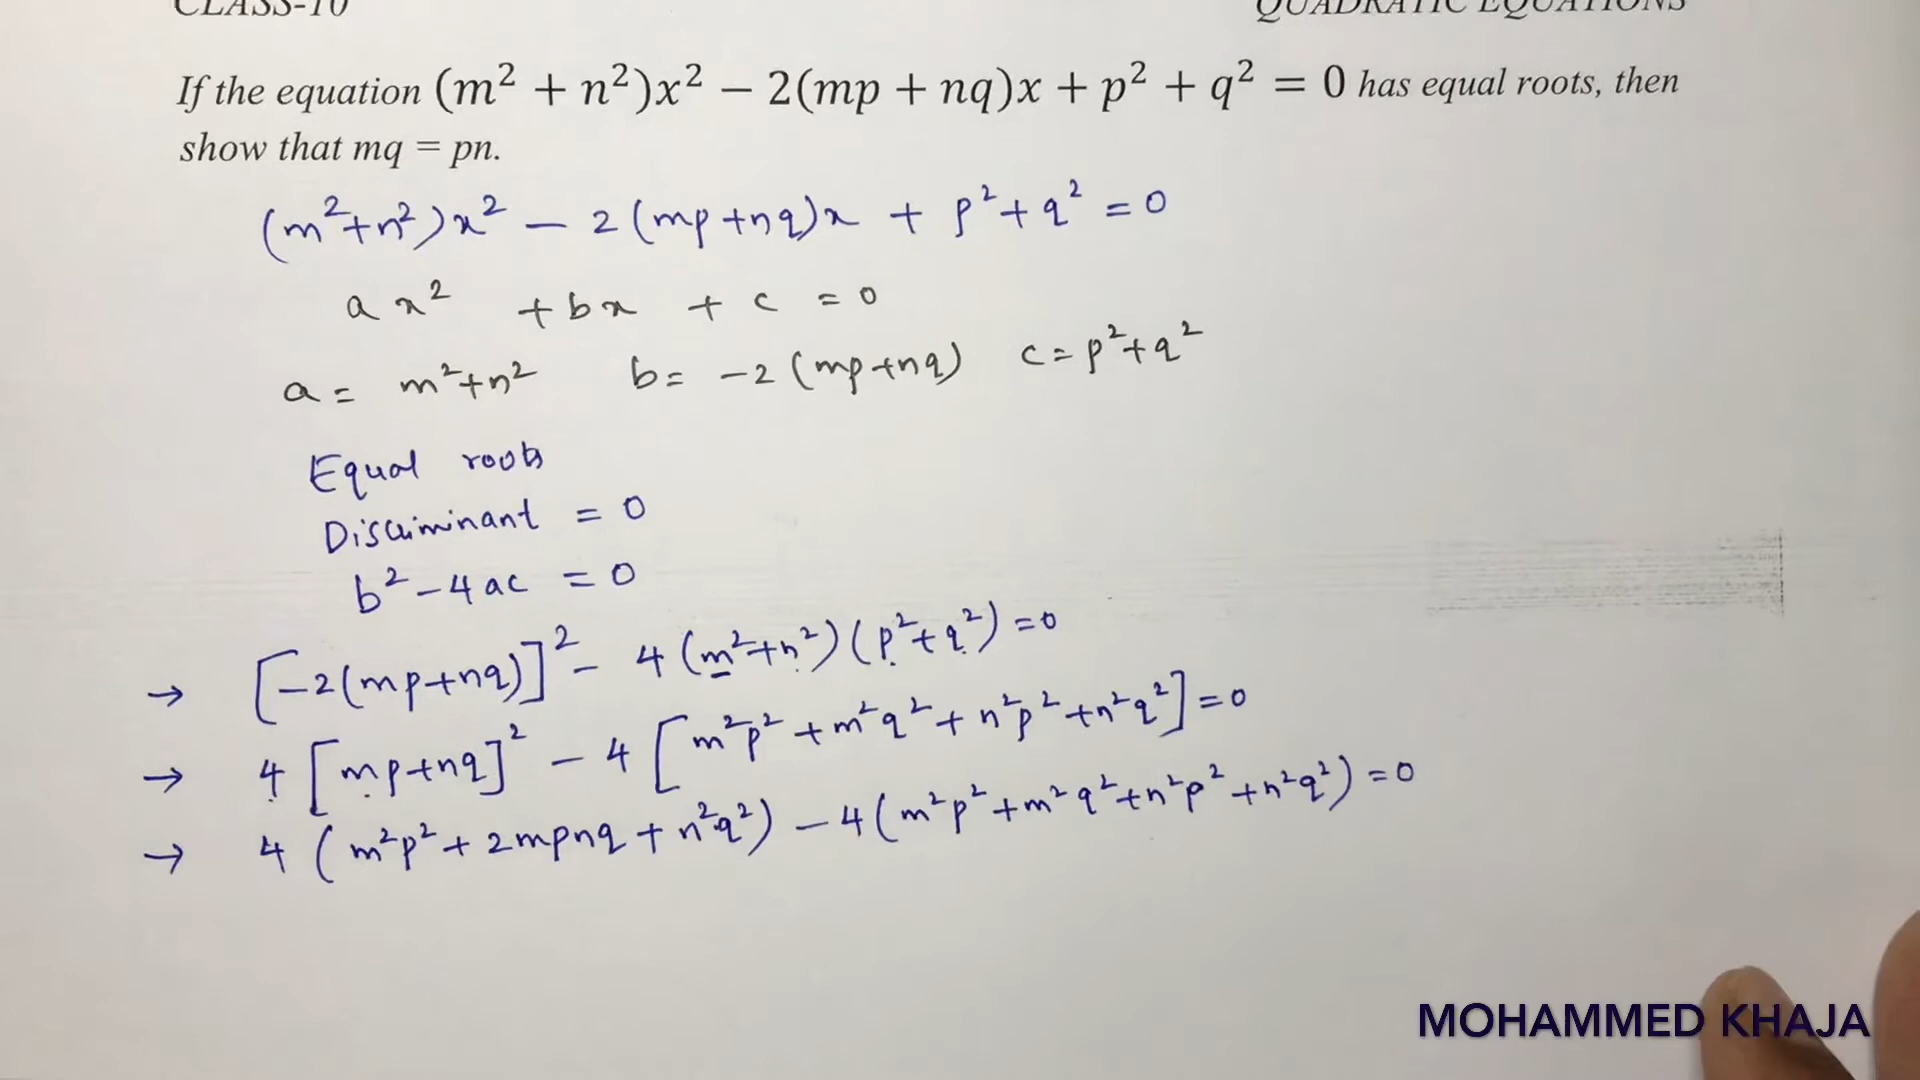 CLASS-10
QUADRATIC EQUATIONS
If the equation (m² + n²)x² − 2(mp + nq)x + p² + q² = 0 has equal roots, then
show that mq = pn.
(m²+n²)x² − 2(mp+nq)x + p²+q² = 0
ax² + bx + c = 0
a = m²+n² b = −2(mp+nq) c = p²+q²
Equal roots
Discriminant = 0
b² − 4ac = 0
→ [−2(mp+nq)]² − 4(m²+n²)(p²+q²) = 0
→ 4[mp+nq]² − 4[m²p² + m²q² + n²p² + n²q²] = 0
→ 4(m²p² + 2mpnq + n²q²) − 4(m²p² + m²q² + n²p² + n²q²) = 0
MOHAMMED KHAJA